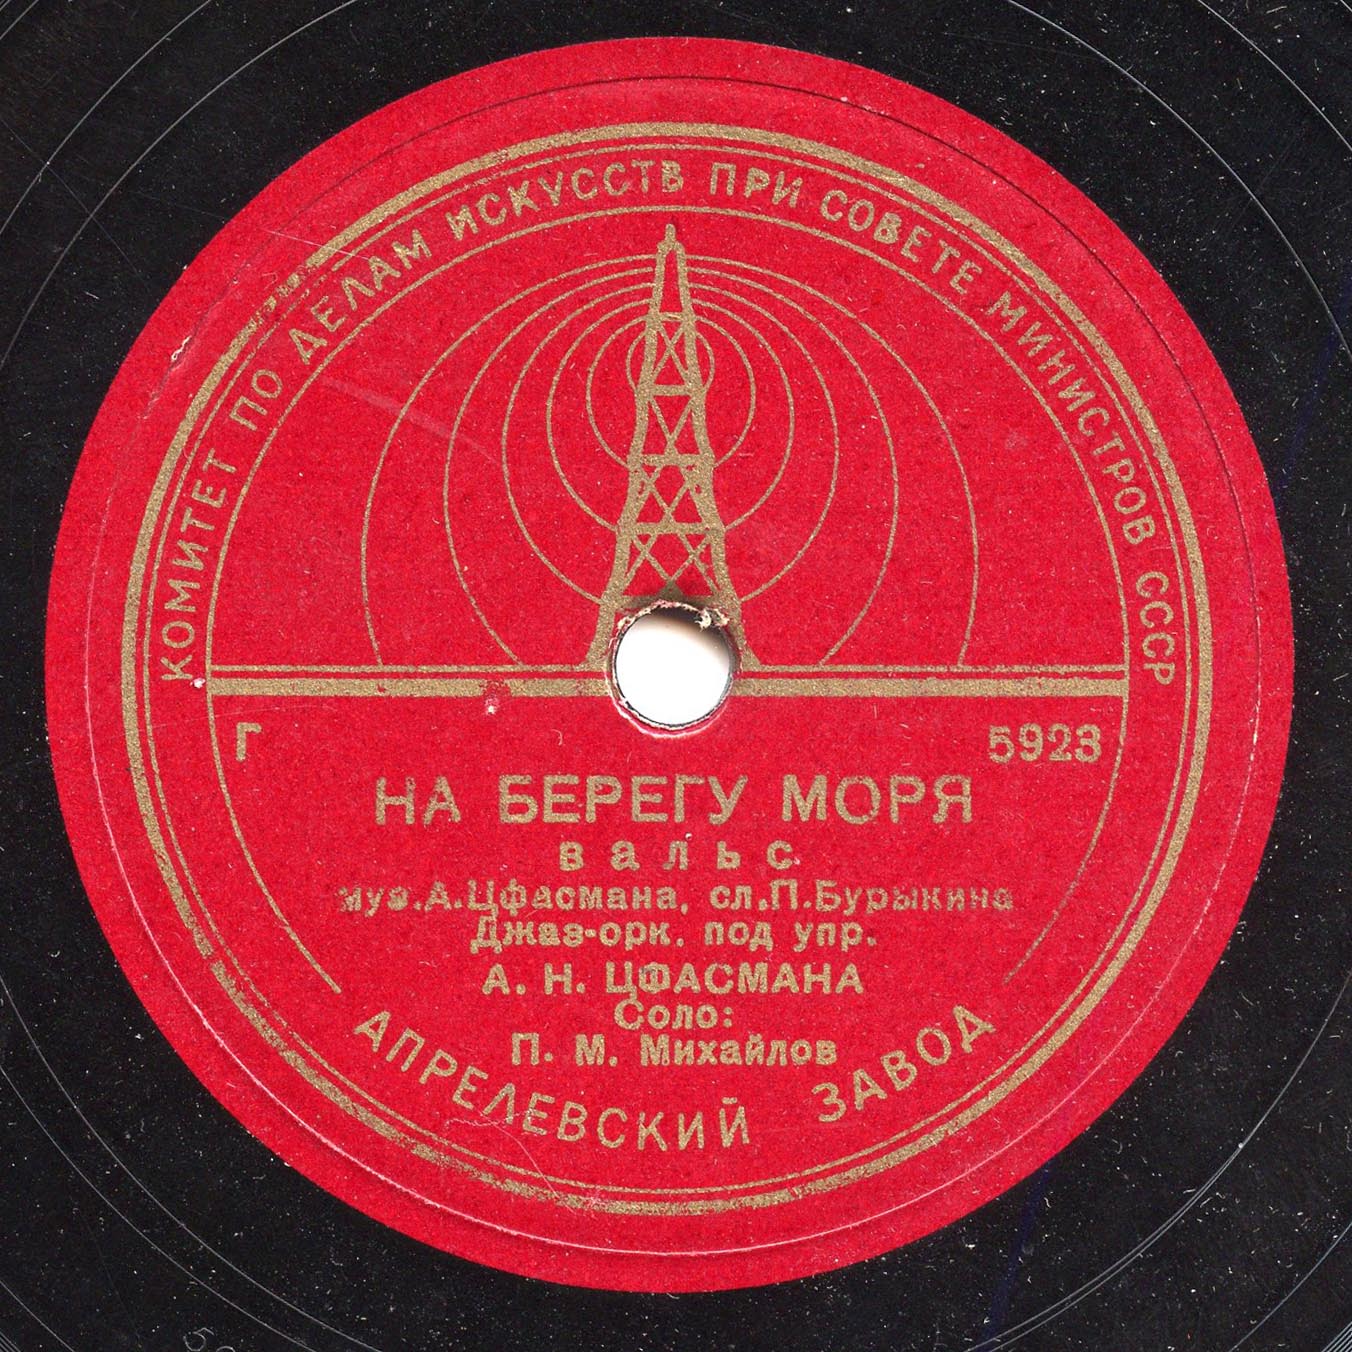 КОМИТЕТ ПО ДЕЛАМ ИСКУССТВ ПРИ СОВЕТЕ МИНИСТРОВ СССР
Г 5923
НА БЕРЕГУ МОРЯ
вальс
муз.А.Цфасмана, сл.П.Бурыкина
Джаз-орк. под упр.
А. Н. ЦФАСМАНА
Соло:
П. М. Михайлов
АПРЕЛЕВСКИЙ ЗАВОД